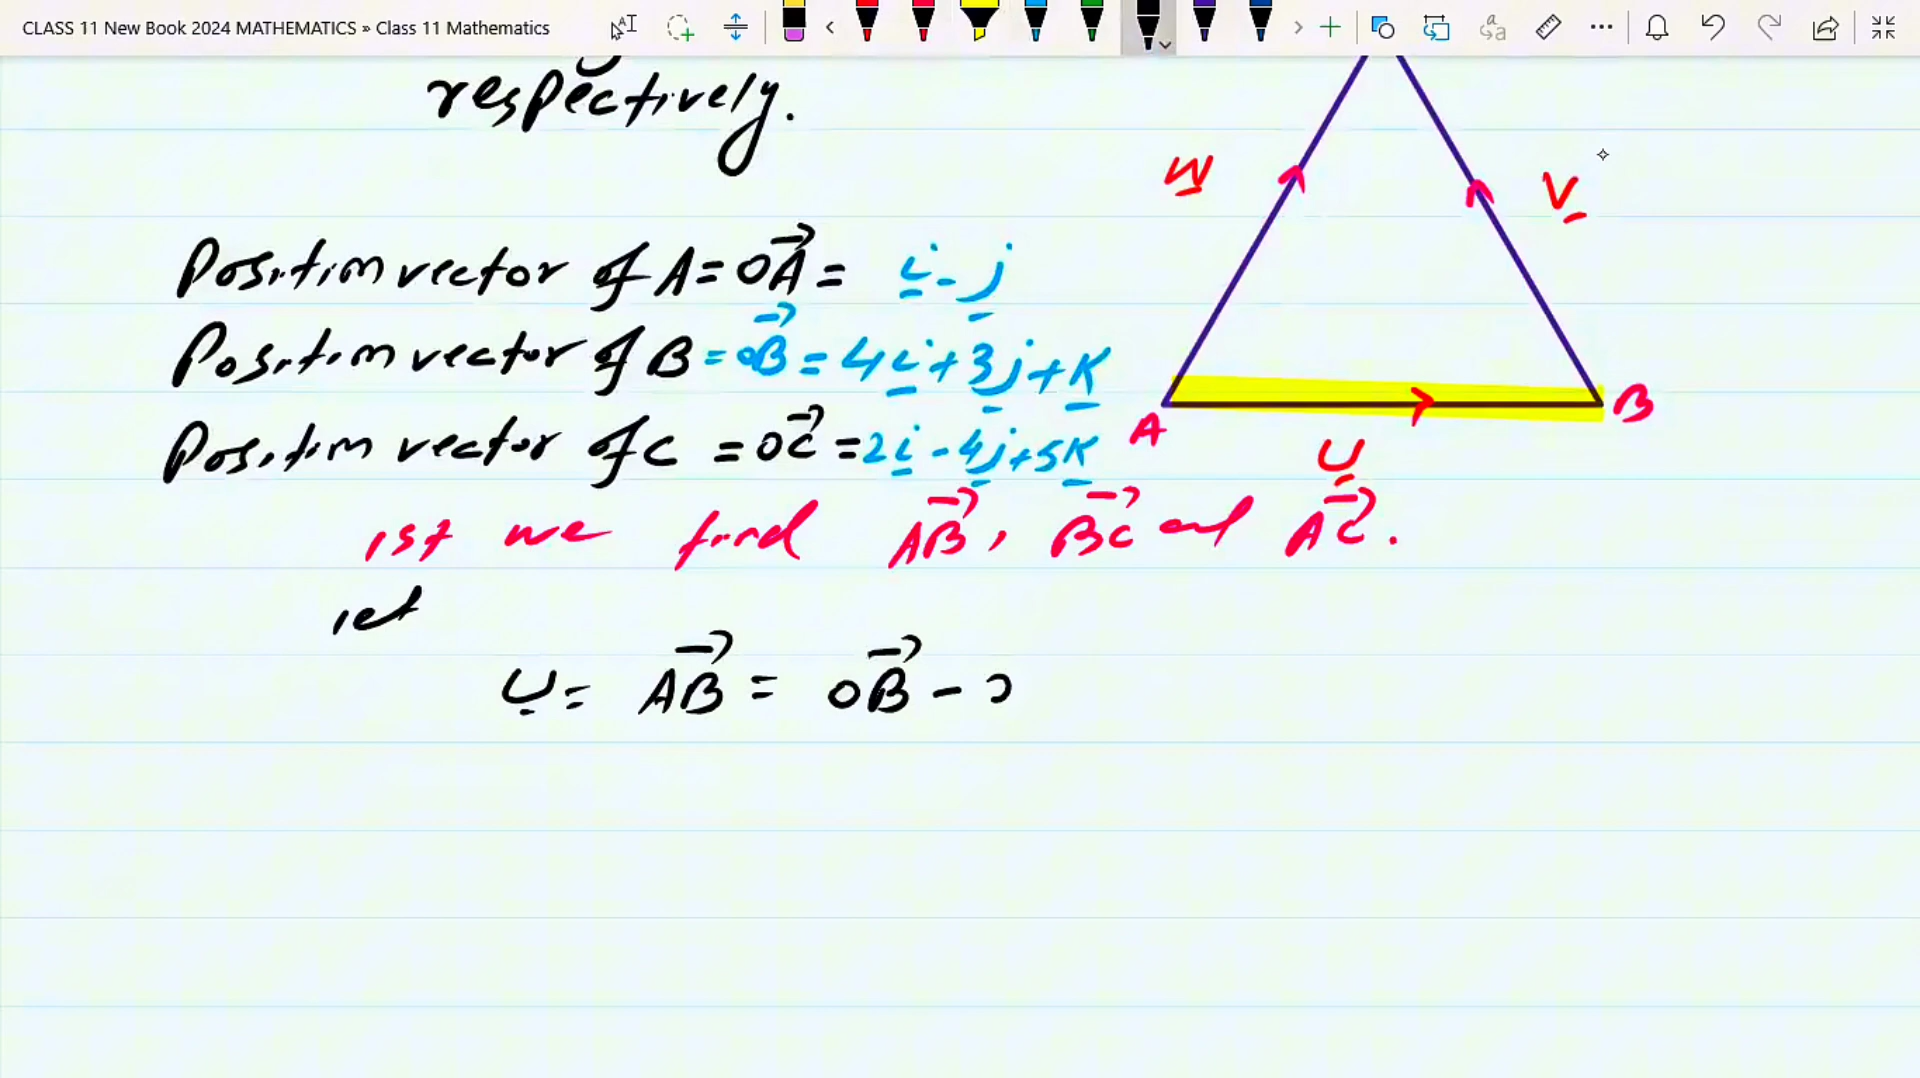 CLASS 11 New Book 2024 MATHEMATICS » Class 11 Mathematics
respectively.
W
V
Position vector of A = OA⃗ = i - j
Position vector of B = OB⃗ = 4i + 3j + K
A
B
Position vector of C = OC⃗ = 2i - 4j + 5K
U
1st we find AB⃗, BC⃗ and AC⃗.
let
U = AB⃗ = OB⃗ -